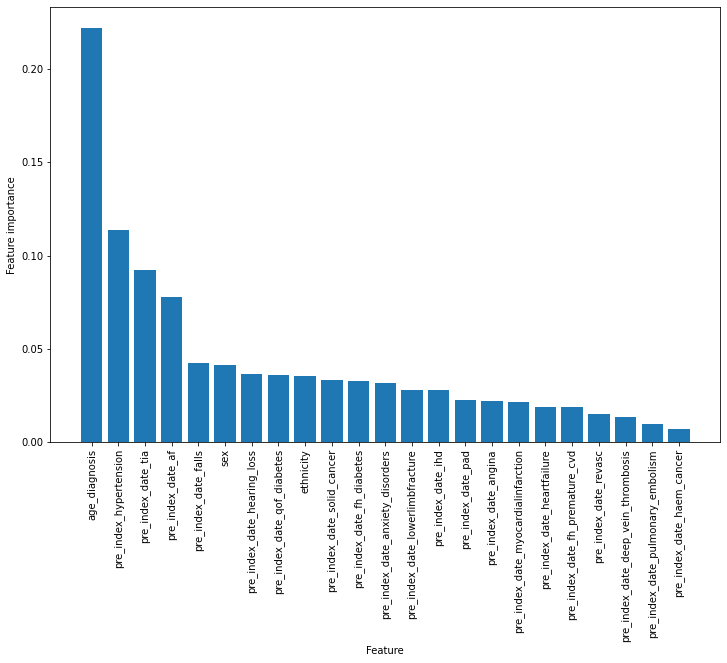 0.20
0.15
0.10
0.05
0.00
Feature importance
age_diagnosis
pre_index_hypertension
pre_index_date_tia
pre_index_date_af
pre_index_date_falls
sex
pre_index_date_hearing_loss
pre_index_date_qof_diabetes
ethnicity
pre_index_date_solid_cancer
pre_index_date_fh_diabetes
pre_index_date_anxiety_disorders
pre_index_date_lowerlimbfracture
pre_index_date_ihd
pre_index_date_pad
pre_index_date_angina
pre_index_date_myocardialinfarction
pre_index_date_heartfailure
pre_index_date_fh_premature_cvd
pre_index_date_revasc
pre_index_date_deep_vein_thrombosis
pre_index_date_pulmonary_embolism
pre_index_date_haem_cancer
Feature